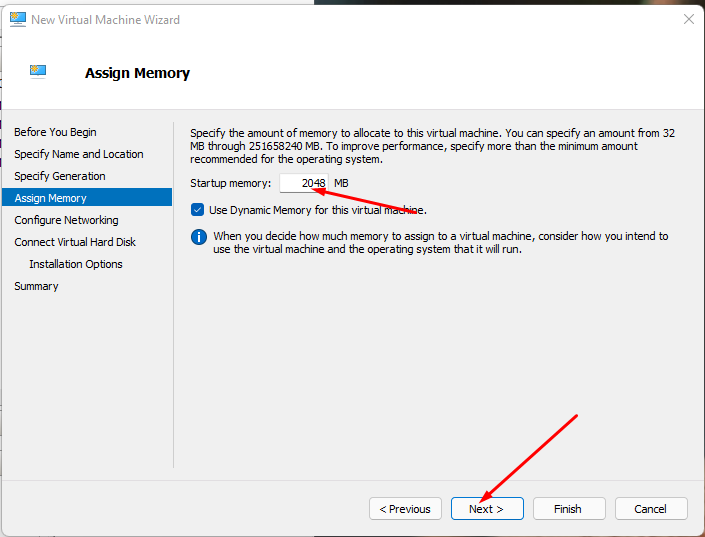 New Virtual Machine Wizard
Assign Memory
Before You Begin
Specify Name and Location
Specify Generation
Assign Memory
Configure Networking
Connect Virtual Hard Disk
Installation Options
Summary
Specify the amount of memory to allocate to this virtual machine. You can specify an amount from 32
MB through 251658240 MB. To improve performance, specify more than the minimum amount
recommended for the operating system.
Startup memory: 2048 MB
Use Dynamic Memory for this virtual machine.
When you decide how much memory to assign to a virtual machine, consider how you intend to
use the virtual machine and the operating system that it will run.
< Previous Next > Finish Cancel